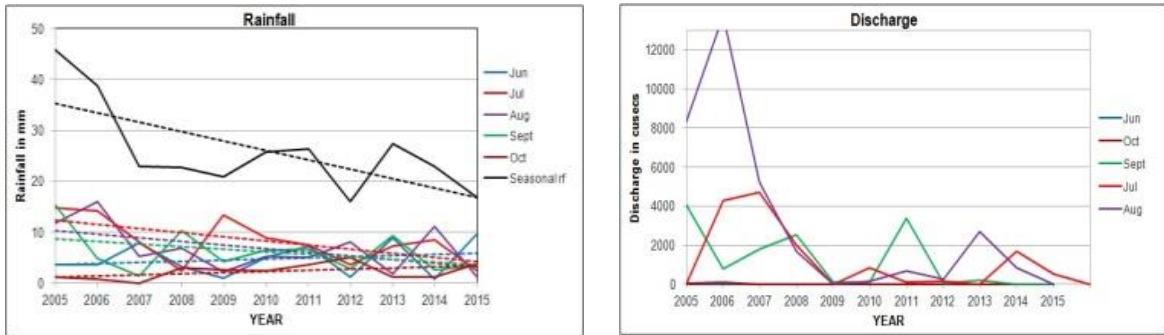 Rainfall
50
40
30
20
10
0
Rainfall in mm
2005 2006 2007 2008 2009 2010 2011 2012 2013 2014 2015
YEAR
Jun
Jul
Aug
Sept
Oct
Seasonal rf
Discharge
12000
10000
8000
6000
4000
2000
0
Discharge in cusecs
2005 2006 2007 2008 2009 2010 2011 2012 2013 2014 2015
YEAR
Jun
Oct
Sept
Jul
Aug